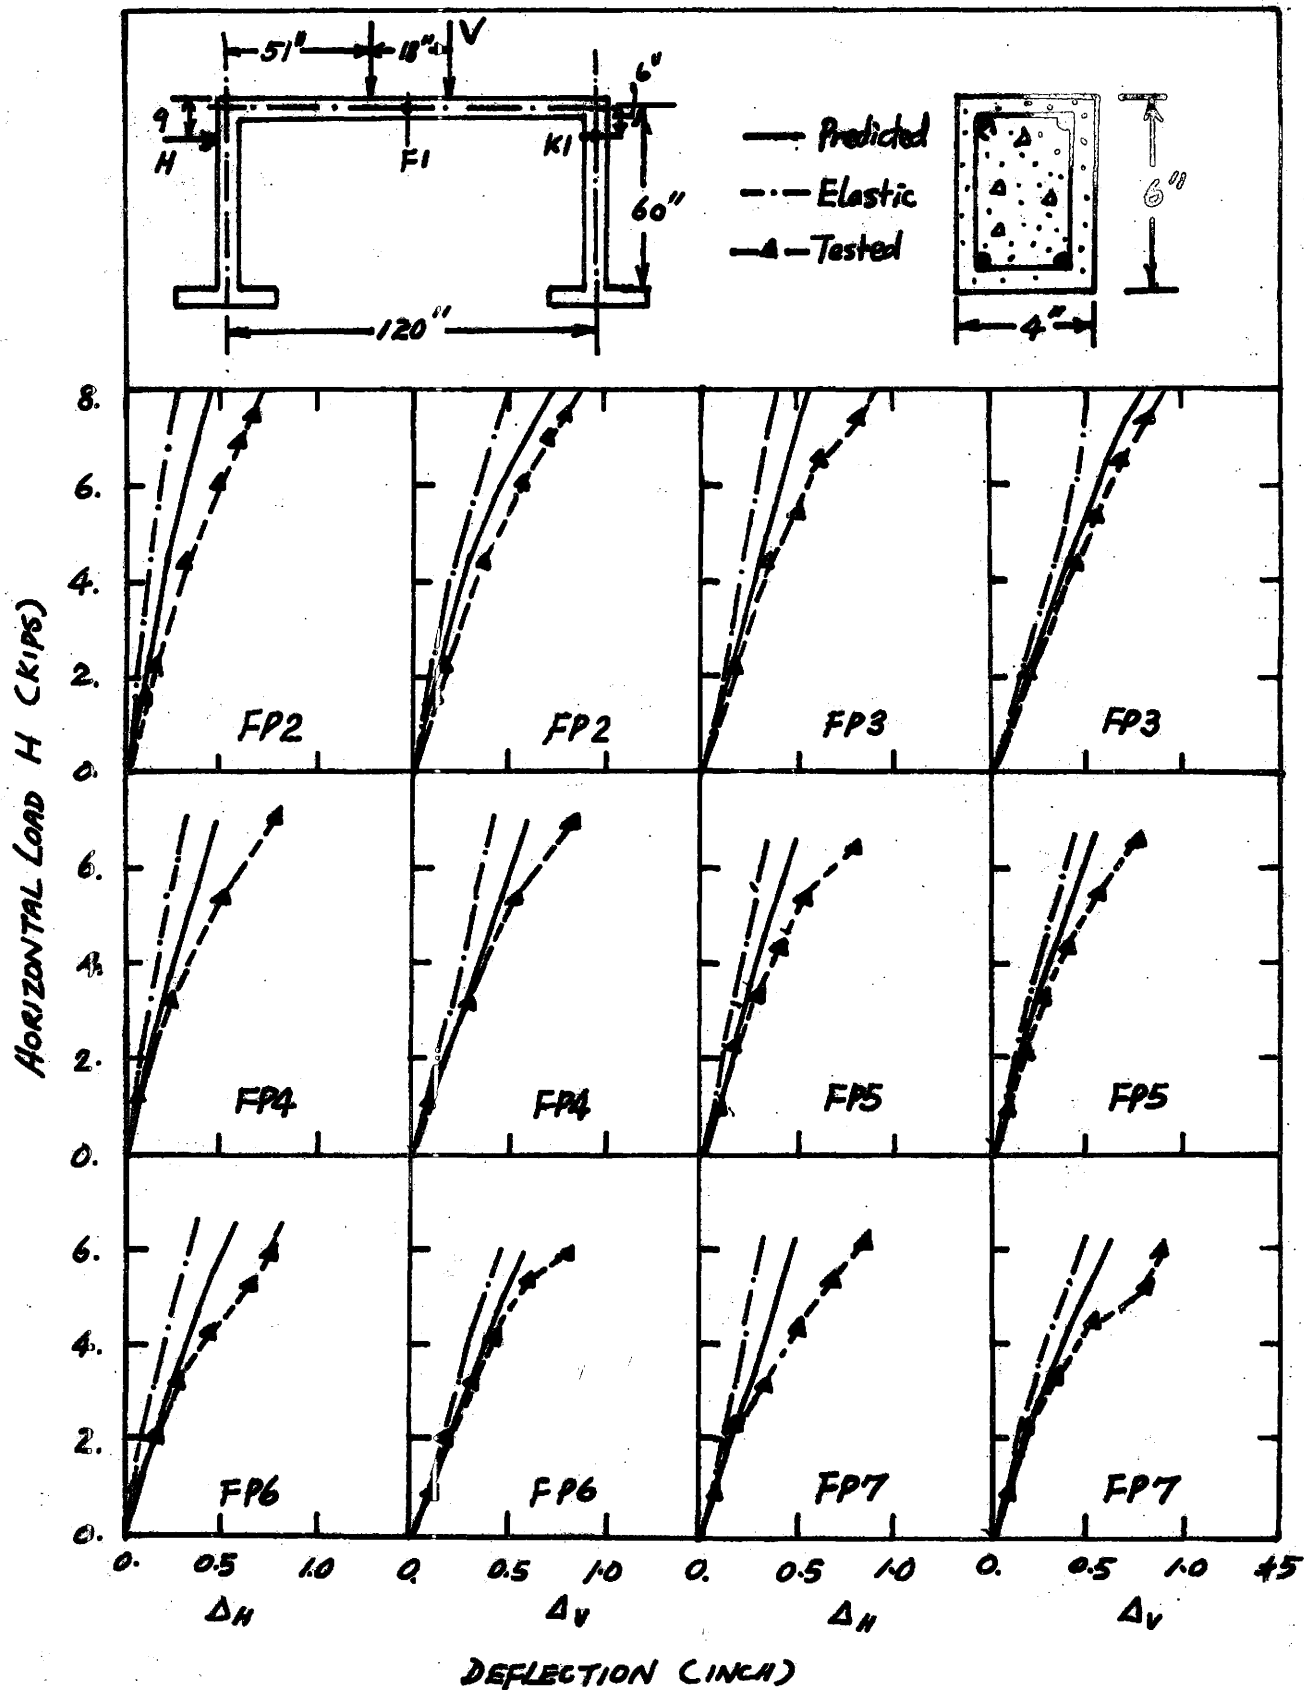 51"
18"
V
6"
9
H
F1
K1
60"
120"
Predicted
Elastic
Tested
6"
4"
HORIZONTAL LOAD H (KIPS)
8.
6.
4.
2.
0.
FP2
FP2
FP3
FP3
6.
4.
2.
0.
FP4
FP4
FP5
FP5
6.
4.
2.
0.
FP6
FP6
FP7
FP7
0. 0.5 1.0 0. 0.5 1.0 0. 0.5 1.0 0. 0.5 1.0 1.5
ΔH ΔV ΔH ΔV
DEFLECTION (INCH)